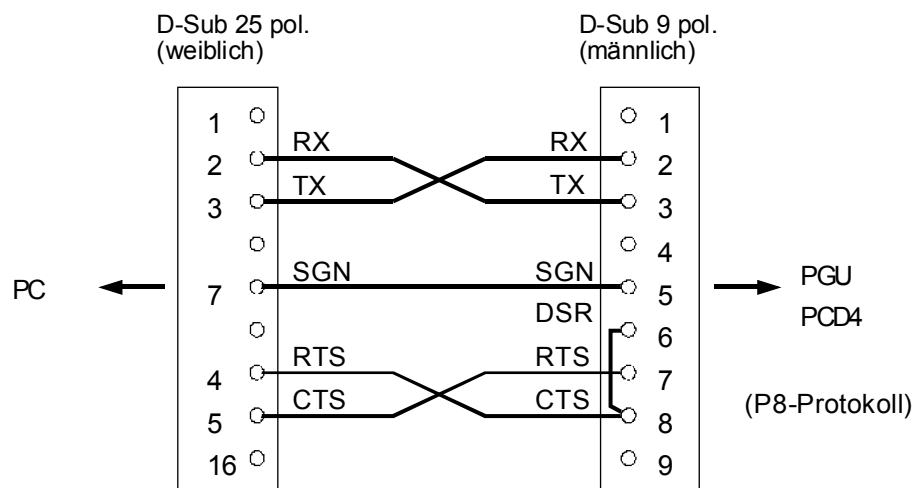 D-Sub 25 pol. D-Sub 9 pol.
(weiblich) (männlich)
1 1
2 RX RX 2
3 TX TX 3
4
PC 7 SGN SGN 5 PGU
DSR 6 PCD4
4 RTS RTS 7
5 CTS CTS 8 (P8-Protokoll)
16 9